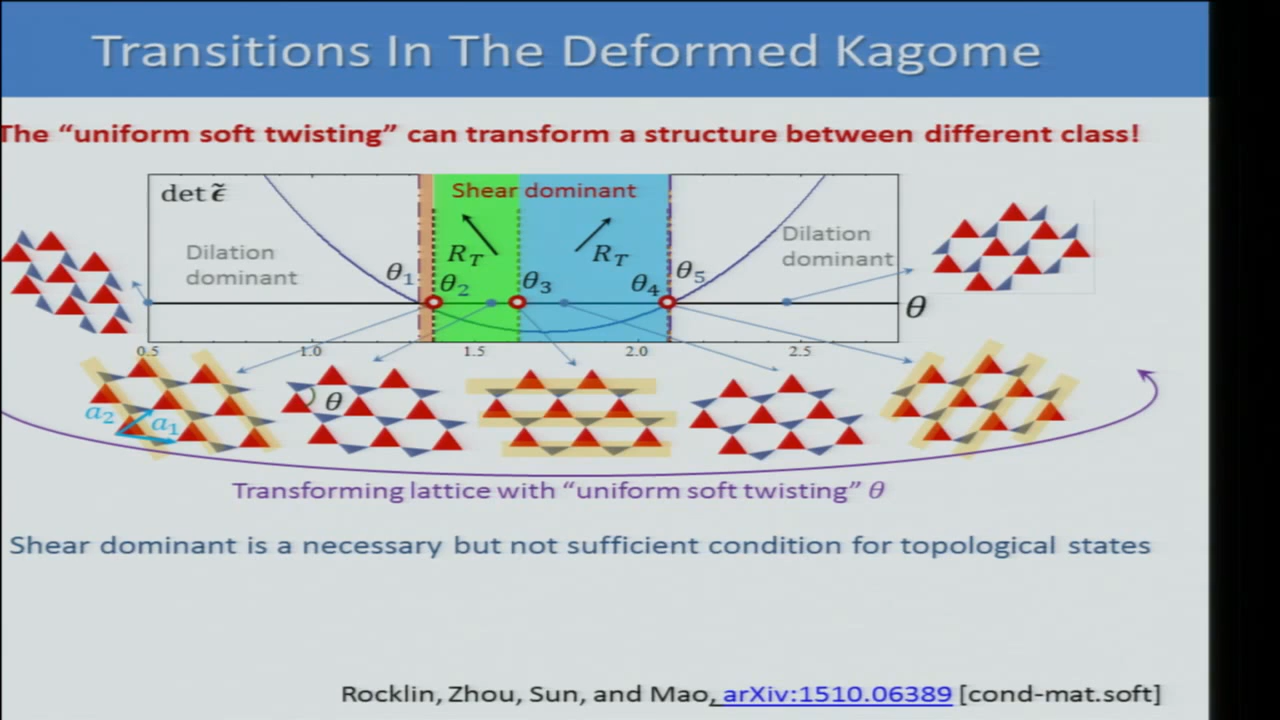 Transitions In The Deformed Kagome
The “uniform soft twisting” can transform a structure between different class!
det ε̃
Shear dominant
Dilation
dominant
R_T
R_T
Dilation
dominant
θ₁
θ₂
θ₃
θ₄
θ₅
θ
0.5 1.0 1.5 2.0 2.5
θ
a₂
a₁
Transforming lattice with “uniform soft twisting” θ
Shear dominant is a necessary but not sufficient condition for topological states
Rocklin, Zhou, Sun, and Mao, arXiv:1510.06389 [cond-mat.soft]